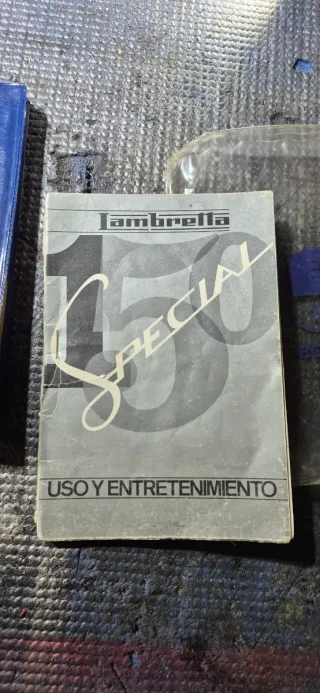 Lambretta
150
SPECIAL
USO Y ENTRETENIMIENTO